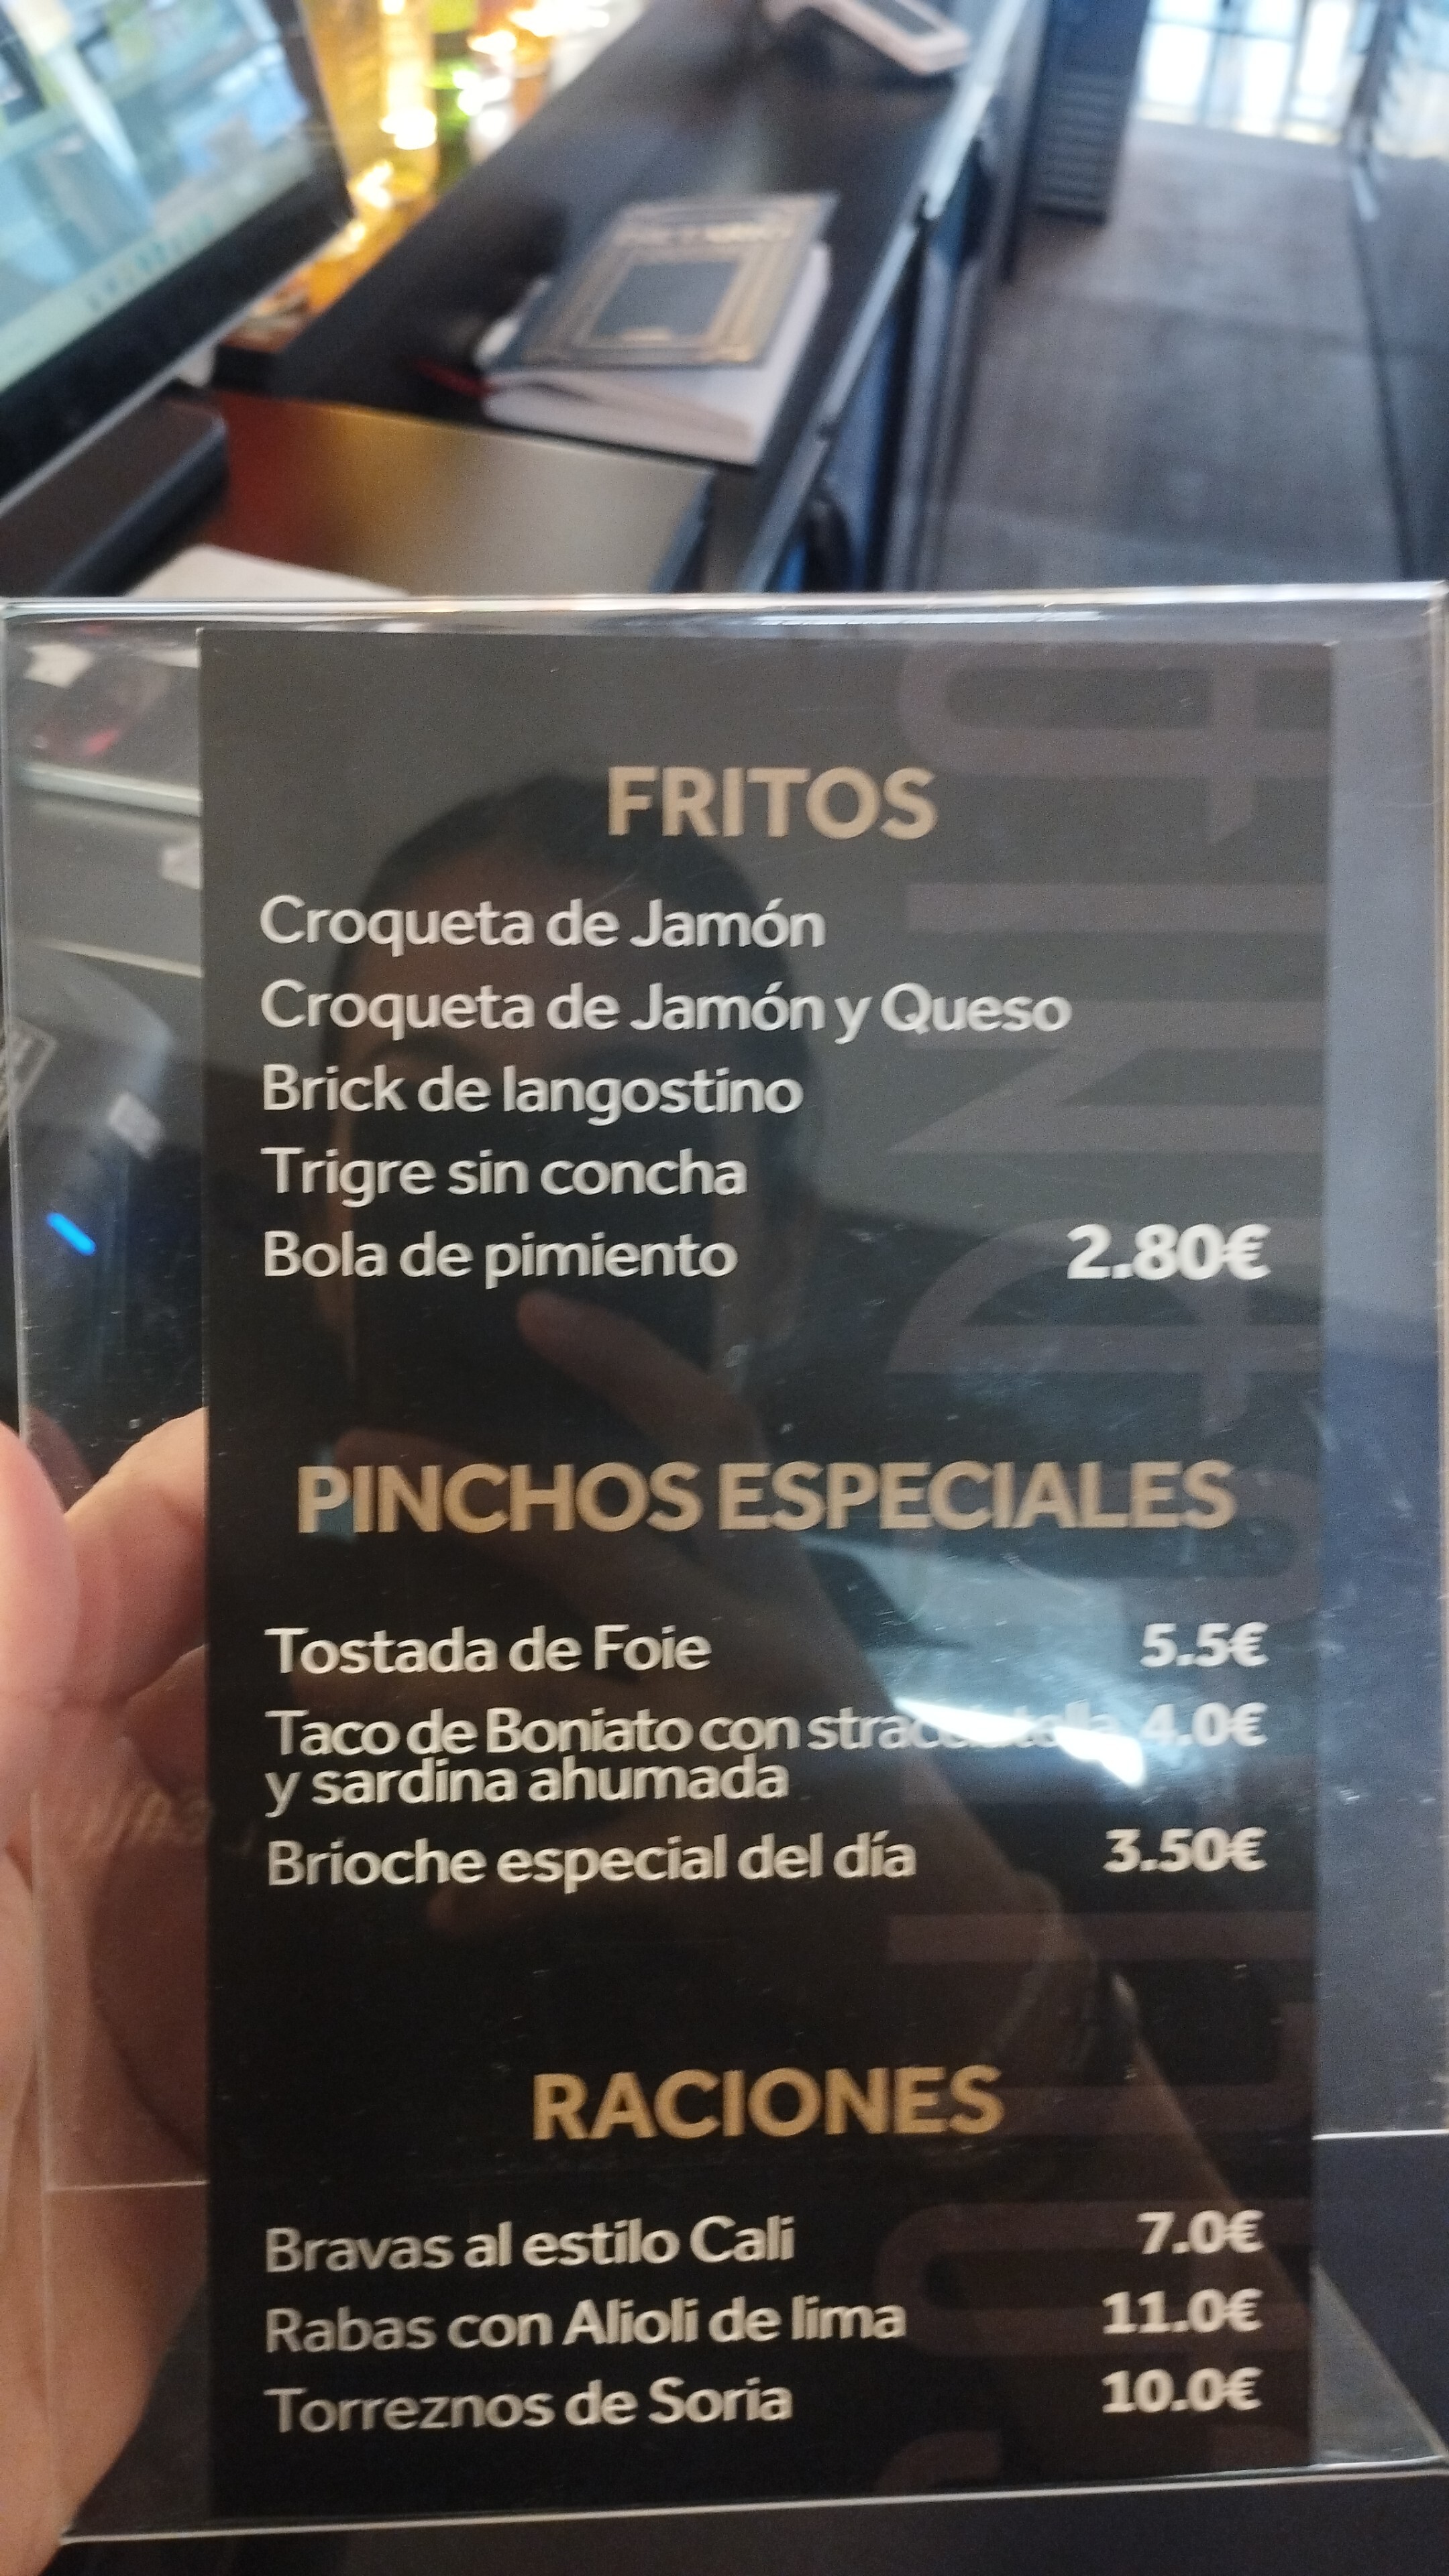 FRITOS
Croqueta de Jamón
Croqueta de Jamón y Queso
Brick de langostino
Trigre sin concha
Bola de pimiento 2.80€
PINCHOS ESPECIALES
Tostada de Foie 5.5€
Taco de Boniato con stracciatella 4.0€
y sardina ahumada
Brioche especial del día 3.50€
RACIONES
Bravas al estilo Cali 7.0€
Rabas con Alioli de lima 11.0€
Torreznos de Soria 10.0€